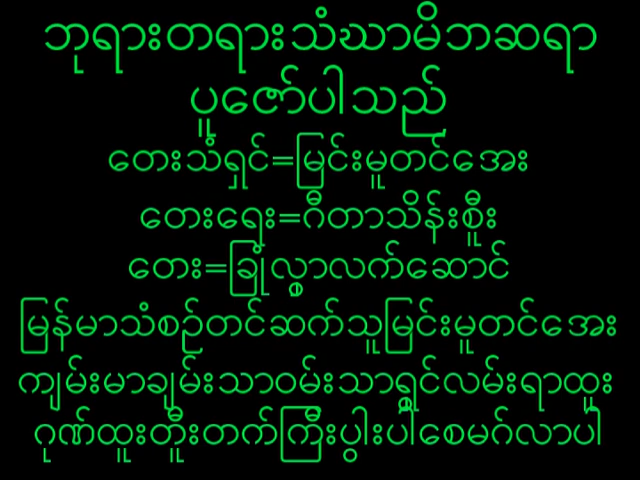 ဘုရားတရားသံဃာမိဘဆရာ
ပူဇော်ပါသည်
တေးသံရှင်=မြင်းမူတင်အေး
တေးရေး=ဂီတာသိန်းစိူး
တေး=ခြုံလွှာလက်ဆောင်
မြန်မာသံစဉ်တင်ဆက်သူမြင်းမူတင်အေး
ကျမ်းမာချမ်းသာဝမ်းသာရွှင်လမ်းရာထူး
ဂုဏ်ထူးတိူးတက်ကြီးပွါးပါစေမင်္ဂလာပါ